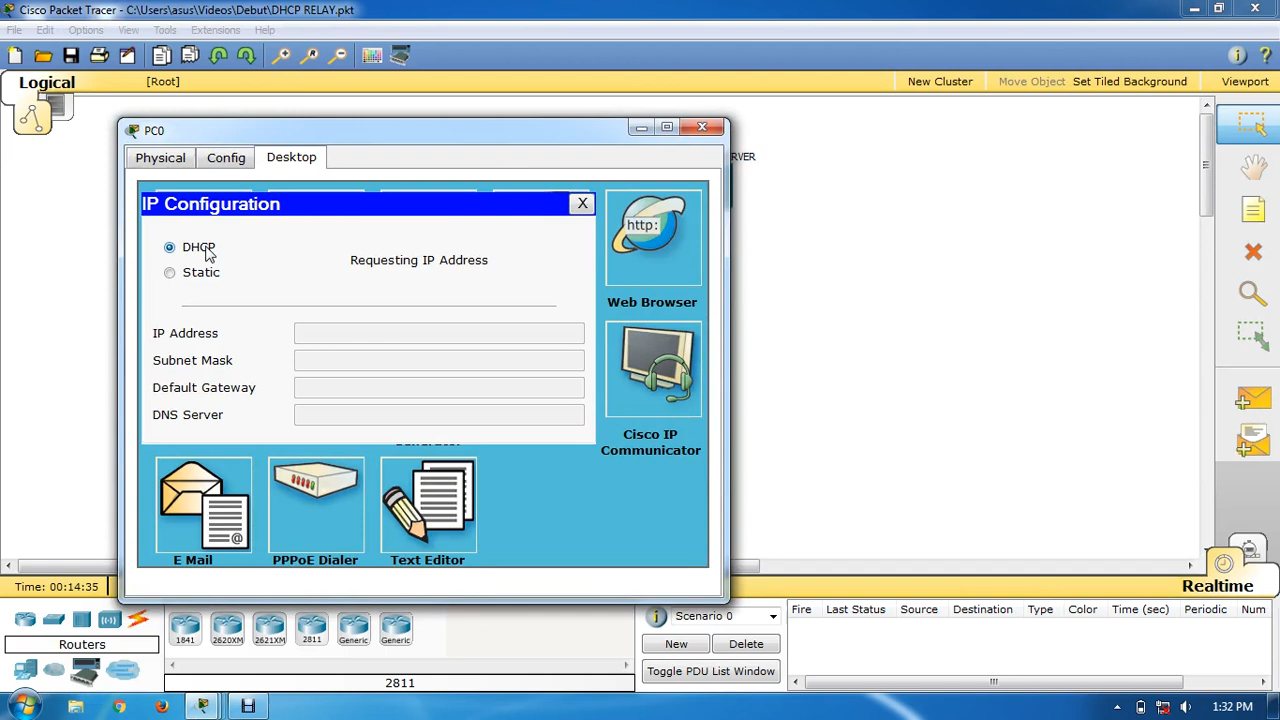 Cisco Packet Tracer - C:\Users\asus\Videos\Debut\DHCP RELAY.pkt
File Edit Options View Tools Extensions Help
Logical [Root] New Cluster Move Object Set Tiled Background Viewport
PC0
Physical Config Desktop
RVER
IP Configuration X
http:
DHCP
Requesting IP Address
Static
Web Browser
IP Address
Subnet Mask
Default Gateway
DNS Server
Cisco IP
Communicator
@
E Mail PPPoE Dialer Text Editor
Time: 00:14:35 Realtime
Routers
1841 2620XM 2621XM 2811 Generic Generic
2811
Scenario 0
New Delete
Toggle PDU List Window
Fire Last Status Source Destination Type Color Time (sec) Periodic Num
1:32 PM